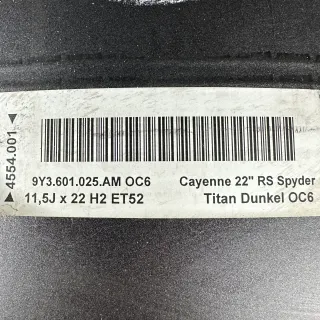 ◄4554.001►
9Y3.601.025.AM OC6 Cayenne 22" RS Spyder
11,5J x 22 H2 ET52 Titan Dunkel OC6